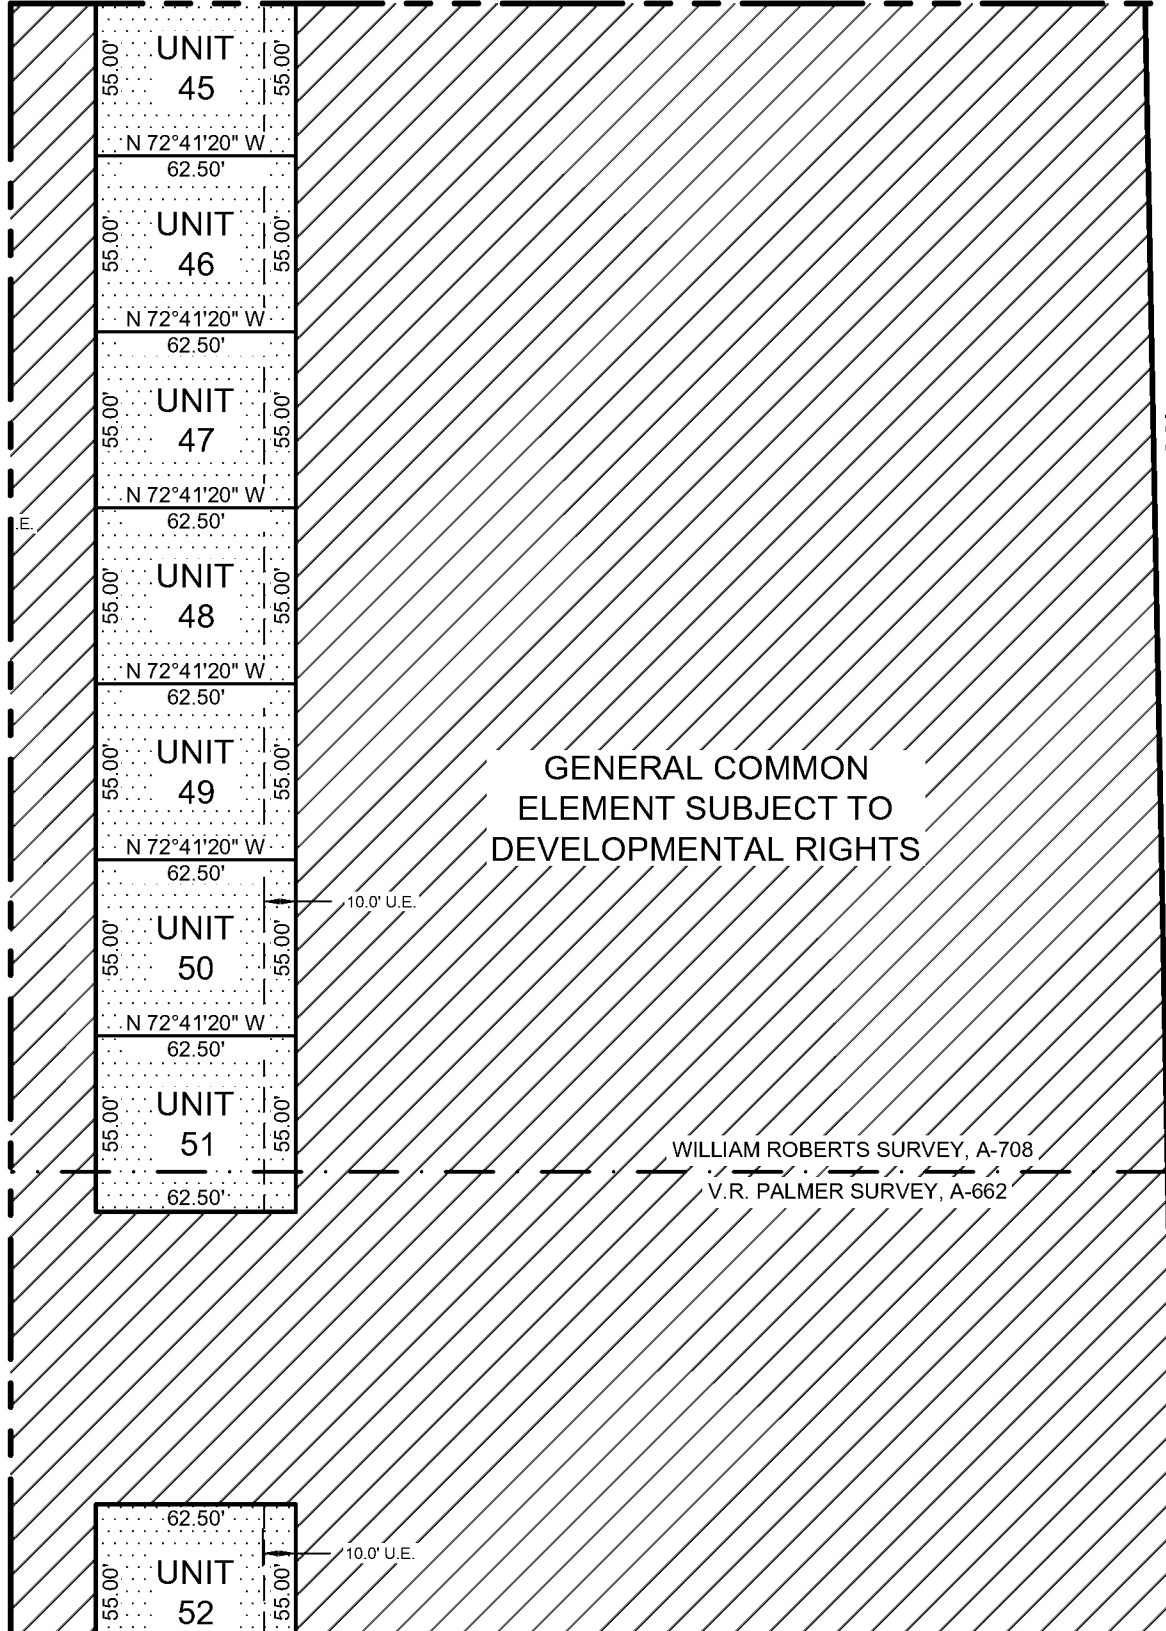 UNIT
45
55.00'
55.00'
N 72°41'20" W
62.50'
UNIT
46
55.00'
55.00'
N 72°41'20" W
62.50'
UNIT
47
55.00'
55.00'
N 72°41'20" W
62.50'
.E.
UNIT
48
55.00'
55.00'
N 72°41'20" W
62.50'
UNIT
49
55.00'
55.00'
N 72°41'20" W
62.50'
GENERAL COMMON
ELEMENT SUBJECT TO
DEVELOPMENTAL RIGHTS
10.0' U.E.
UNIT
50
55.00'
55.00'
N 72°41'20" W
62.50'
UNIT
51
55.00'
55.00'
62.50'
WILLIAM ROBERTS SURVEY, A-708
V.R. PALMER SURVEY, A-662
62.50'
10.0' U.E.
UNIT
52
55.00'
55.00'